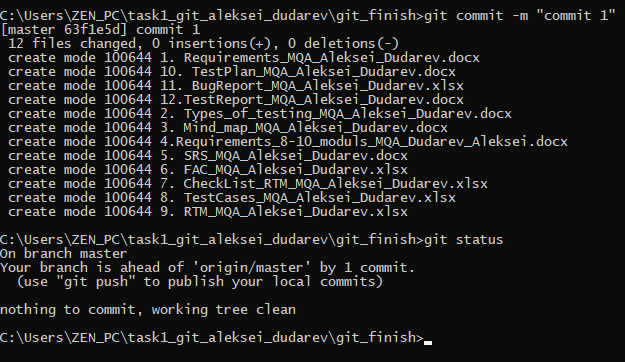 C:\Users\ZEN_PC\task1_git_aleksei_dudarev\git_finish>git commit -m "commit 1"
[master 63f1e5d] commit 1
 12 files changed, 0 insertions(+), 0 deletions(-)
 create mode 100644 1. Requirements_MQA_Aleksei_Dudarev.docx
 create mode 100644 10. TestPlan_MQA_Aleksei_Dudarev.docx
 create mode 100644 11. BugReport_MQA_Aleksei_Dudarev.xlsx
 create mode 100644 12.TestReport_MQA_Aleksei_Dudarev.docx
 create mode 100644 2. Types_of_testing_MQA_Aleksei_Dudarev.docx
 create mode 100644 3. Mind_map_MQA_Aleksei_Dudarev.docx
 create mode 100644 4.Requirements_8-10_moduls_MQA_Dudarev_Aleksei.docx
 create mode 100644 5. SRS_MQA_Aleksei_Dudarev.docx
 create mode 100644 6. FAC_MQA_Aleksei_Dudarev.xlsx
 create mode 100644 7. CheckList_RTM_MQA_Aleksei_Dudarev.xlsx
 create mode 100644 8. TestCases_MQA_Aleksei_Dudarev.xlsx
 create mode 100644 9. RTM_MQA_Aleksei_Dudarev.xlsx

C:\Users\ZEN_PC\task1_git_aleksei_dudarev\git_finish>git status
On branch master
Your branch is ahead of 'origin/master' by 1 commit.
  (use "git push" to publish your local commits)

nothing to commit, working tree clean

C:\Users\ZEN_PC\task1_git_aleksei_dudarev\git_finish>